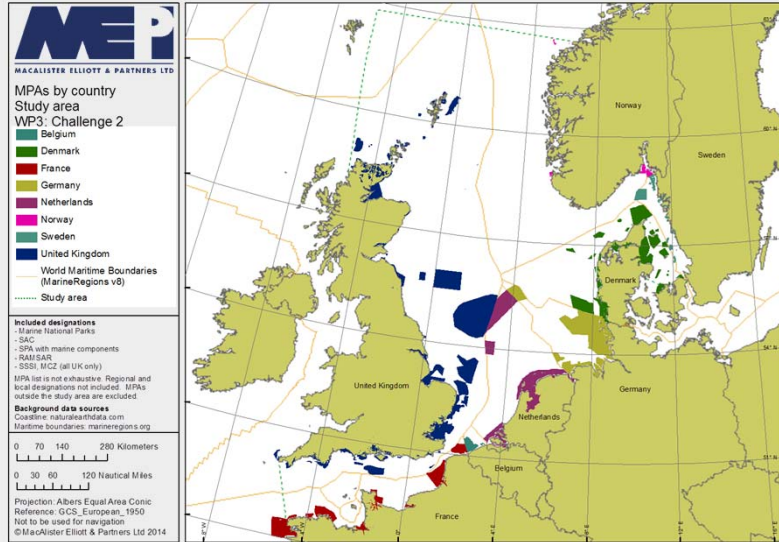 MEP
MACALISTER ELLIOTT & PARTNERS LTD
MPAs by country
Study area
WP3: Challenge 2
Belgium
Denmark
France
Germany
Netherlands
Norway
Sweden
United Kingdom
World Maritime Boundaries
(MarineRegions v8)
Study area
Included designations
- Marine National Parks
- SAC
- SPA with marine components
- RAMSAR
- SSSI, MCZ (all UK only)
MPA list is not exhaustive. Regional and
local designations not included. MPAs
outside the study area are excluded.
Background data sources
Coastline: naturalearthdata.com
Maritime boundaries: marineregions.org
0 70 140 280 Kilometers
0 30 60 120 Nautical Miles
Projection: Albers Equal Area Conic
Reference: GCS_European_1950
Not to be used for navigation
© MacAlister Elliott & Partners Ltd 2014
Norway
Sweden
Denmark
United Kingdom
Netherlands
Germany
Belgium
France